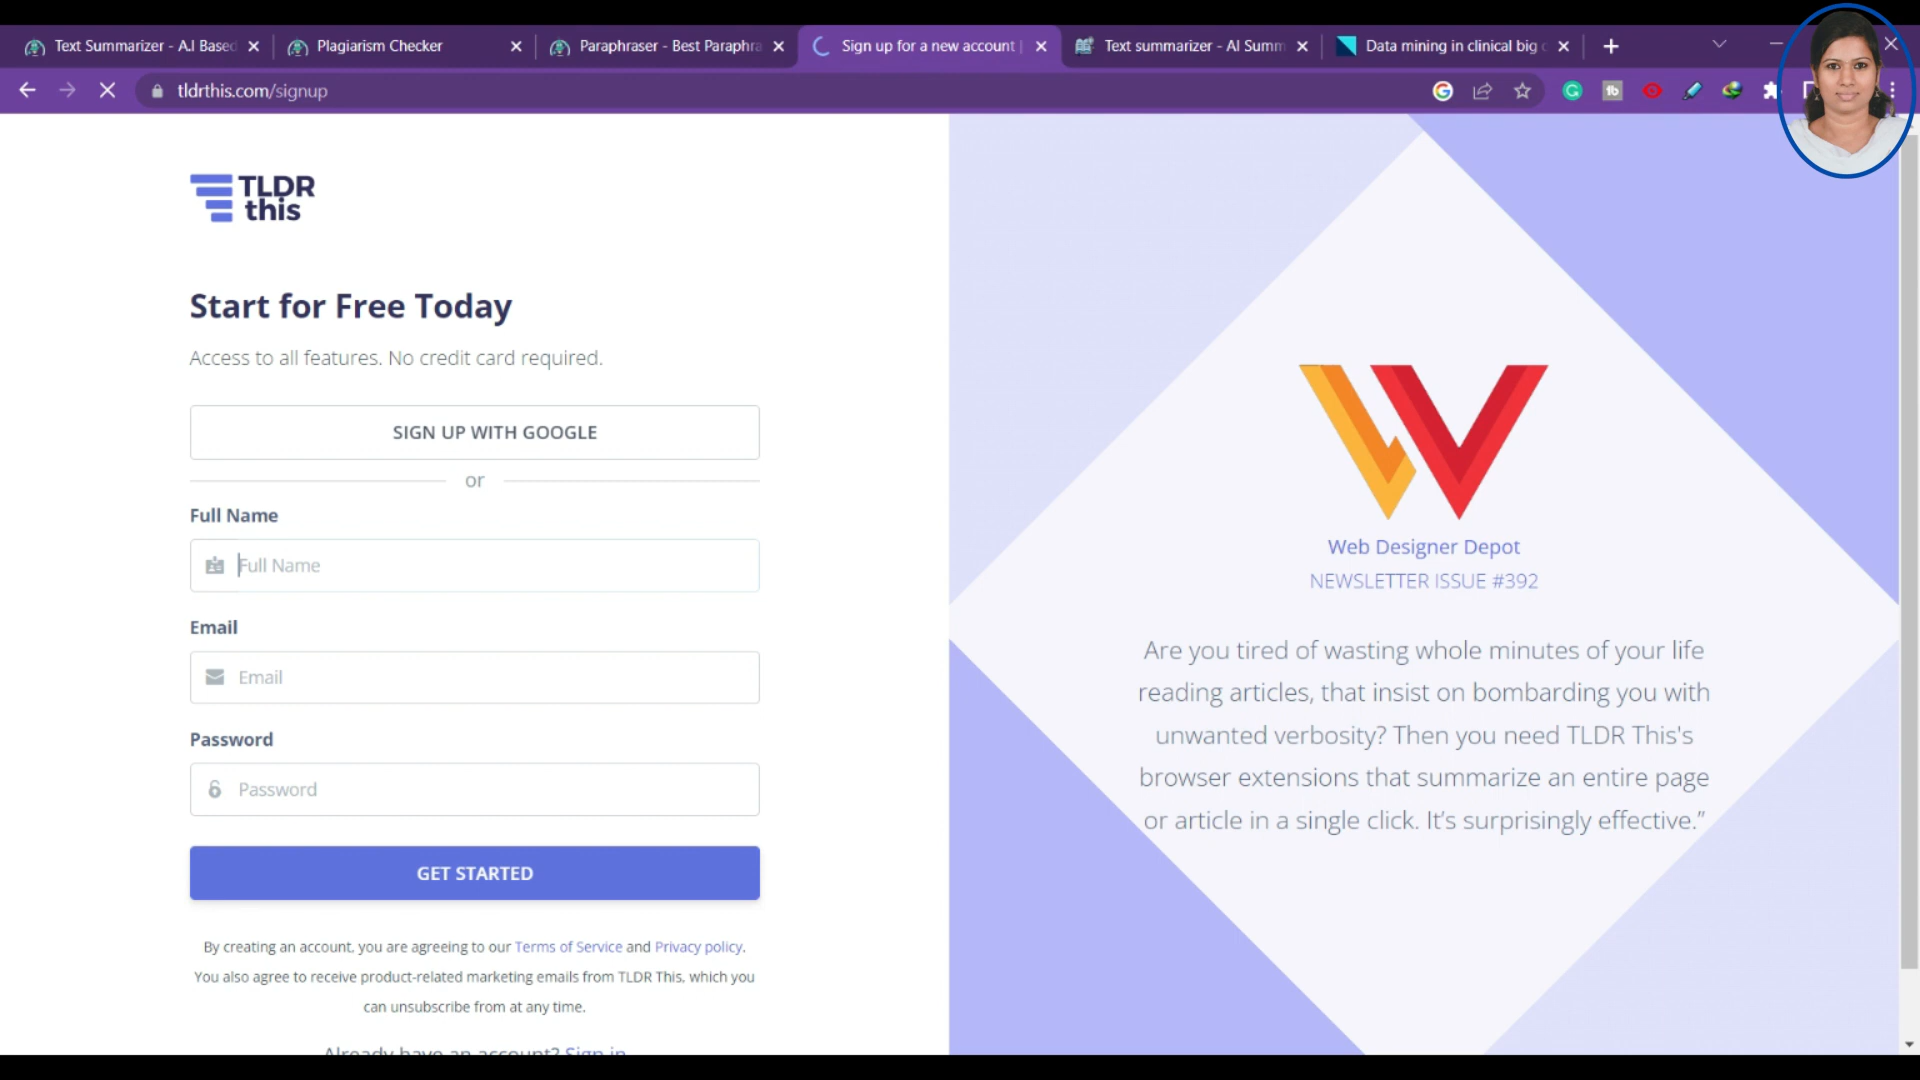 Text Summarizer - A.I Based
Plagiarism Checker
Paraphraser - Best Paraphra
Sign up for a new account |
Text summarizer - AI Summ
Data mining in clinical big
tldrthis.com/signup
TLDR
this
Start for Free Today
Access to all features. No credit card required.
SIGN UP WITH GOOGLE
or
Full Name
Full Name
Email
Email
Password
Password
GET STARTED
By creating an account, you are agreeing to our Terms of Service and Privacy policy.
You also agree to receive product-related marketing emails from TLDR This, which you
can unsubscribe from at any time.
Already have an account? Sign in
Web Designer Depot
NEWSLETTER ISSUE #392
Are you tired of wasting whole minutes of your life
reading articles, that insist on bombarding you with
unwanted verbosity? Then you need TLDR This's
browser extensions that summarize an entire page
or article in a single click. It’s surprisingly effective.”